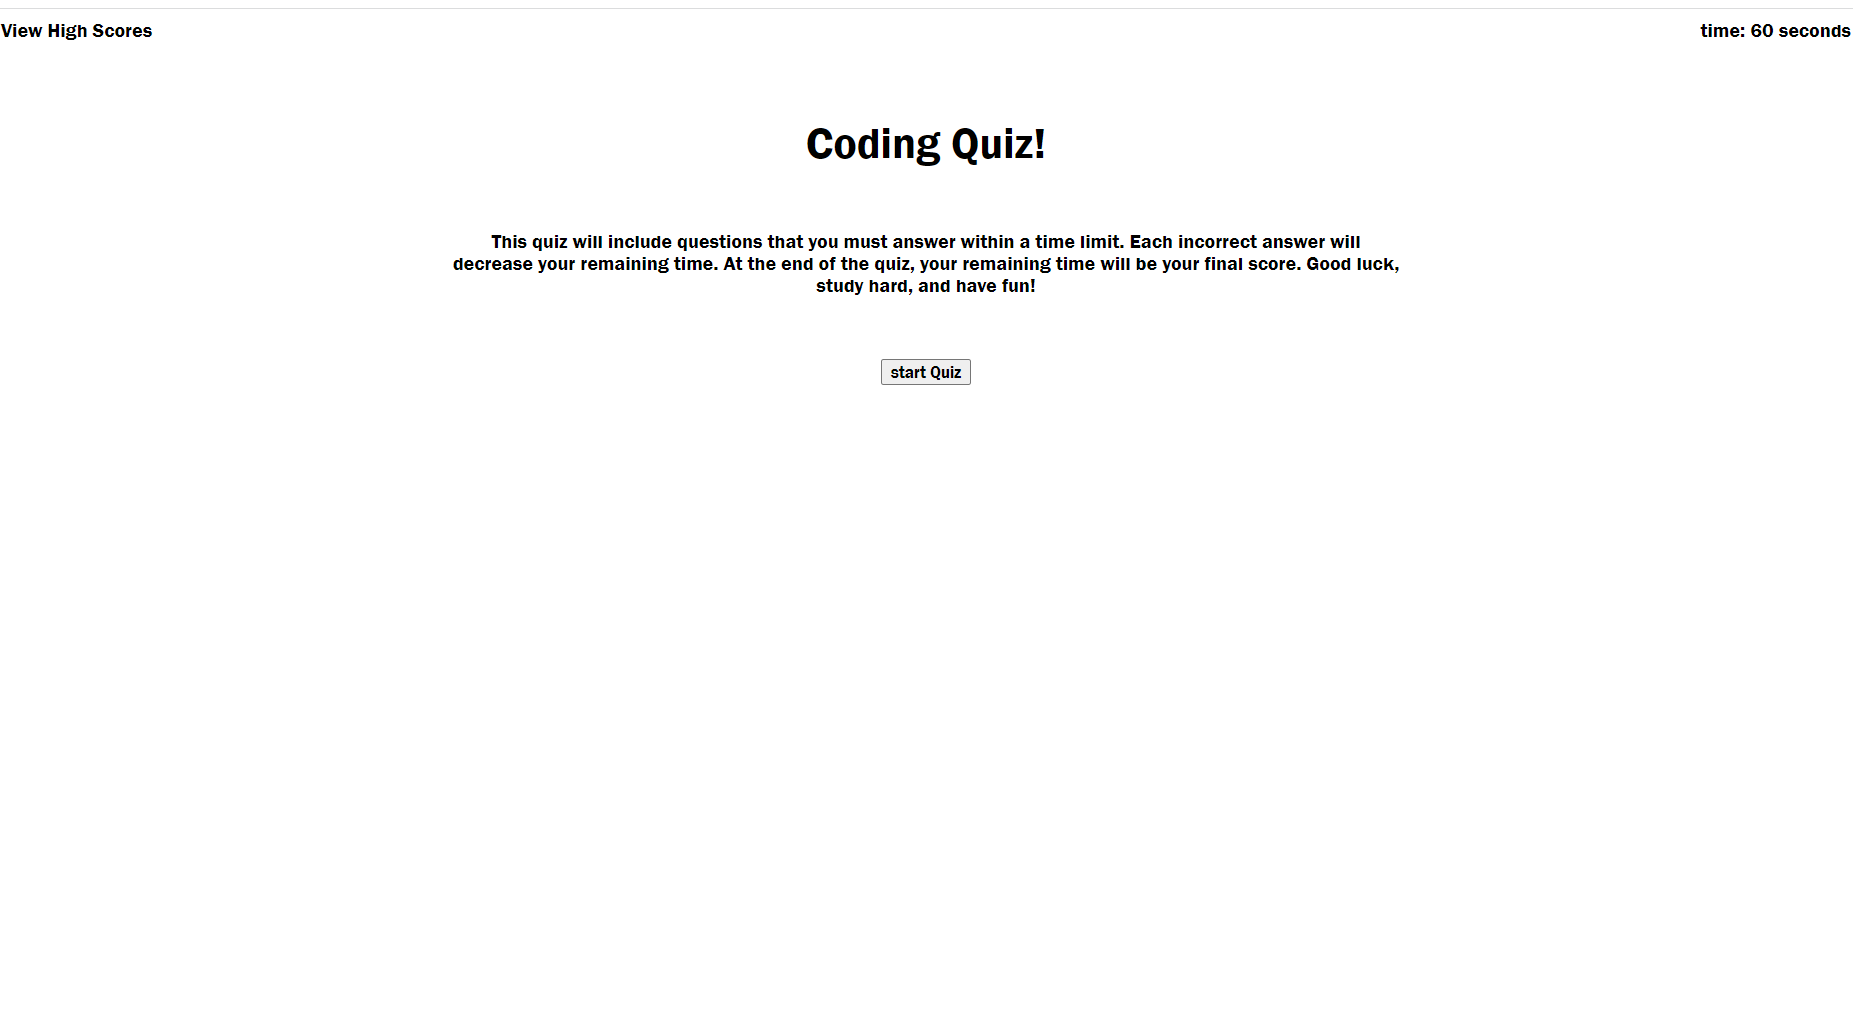 View High Scores
time: 60 seconds
Coding Quiz!
This quiz will include questions that you must answer within a time limit. Each incorrect answer will
decrease your remaining time. At the end of the quiz, your remaining time will be your final score. Good luck,
study hard, and have fun!
start Quiz